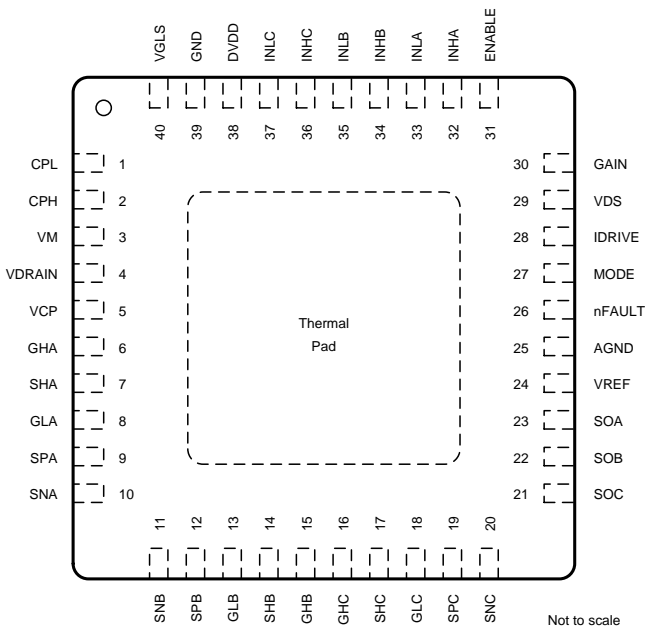 VGLS GND DVDD INLC INHC INLB INHB INLA INHA ENABLE
40 39 38 37 36 35 34 33 32 31
CPL 1 30 GAIN
CPH 2 29 VDS
VM 3 28 IDRIVE
VDRAIN 4 27 MODE
VCP 5 26 nFAULT
GHA 6 25 AGND
SHA 7 24 VREF
GLA 8 23 SOA
SPA 9 22 SOB
SNA 10 21 SOC
Thermal
Pad
11 12 13 14 15 16 17 18 19 20
SNB SPB GLB SHB GHB GHC SHC GLC SPC SNC
Not to scale